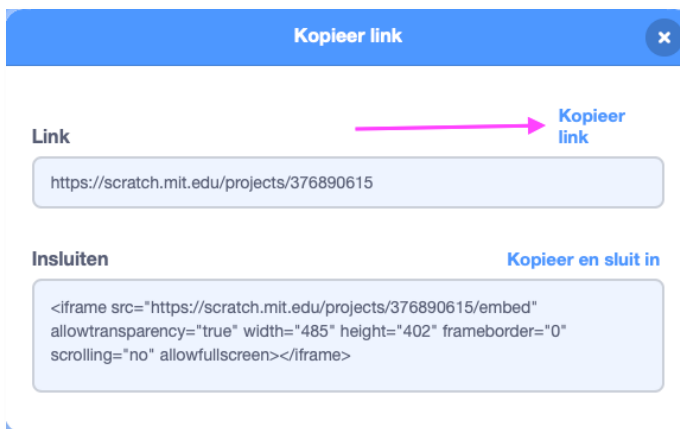 Kopieer link
Kopieer
link
Link
https://scratch.mit.edu/projects/376890615
Insluiten
Kopieer en sluit in
<iframe src="https://scratch.mit.edu/projects/376890615/embed"
allowtransparency="true" width="485" height="402" frameborder="0"
scrolling="no" allowfullscreen></iframe>